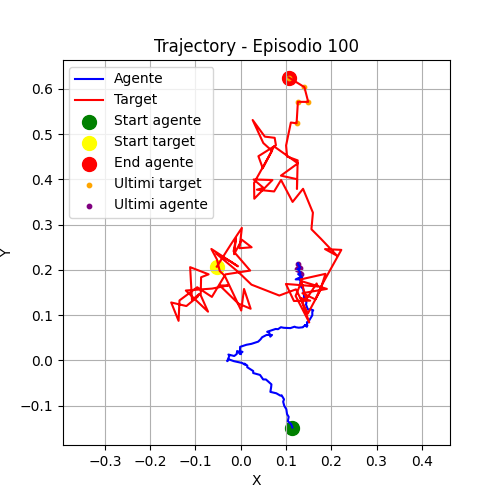 Trajectory - Episodio 100
Agente
Target
Start agente
Start target
End agente
Ultimi target
Ultimi agente
0.6
0.5
0.4
0.3
0.2
0.1
0.0
−0.1
Y
−0.3 −0.2 −0.1 0.0 0.1 0.2 0.3 0.4
X